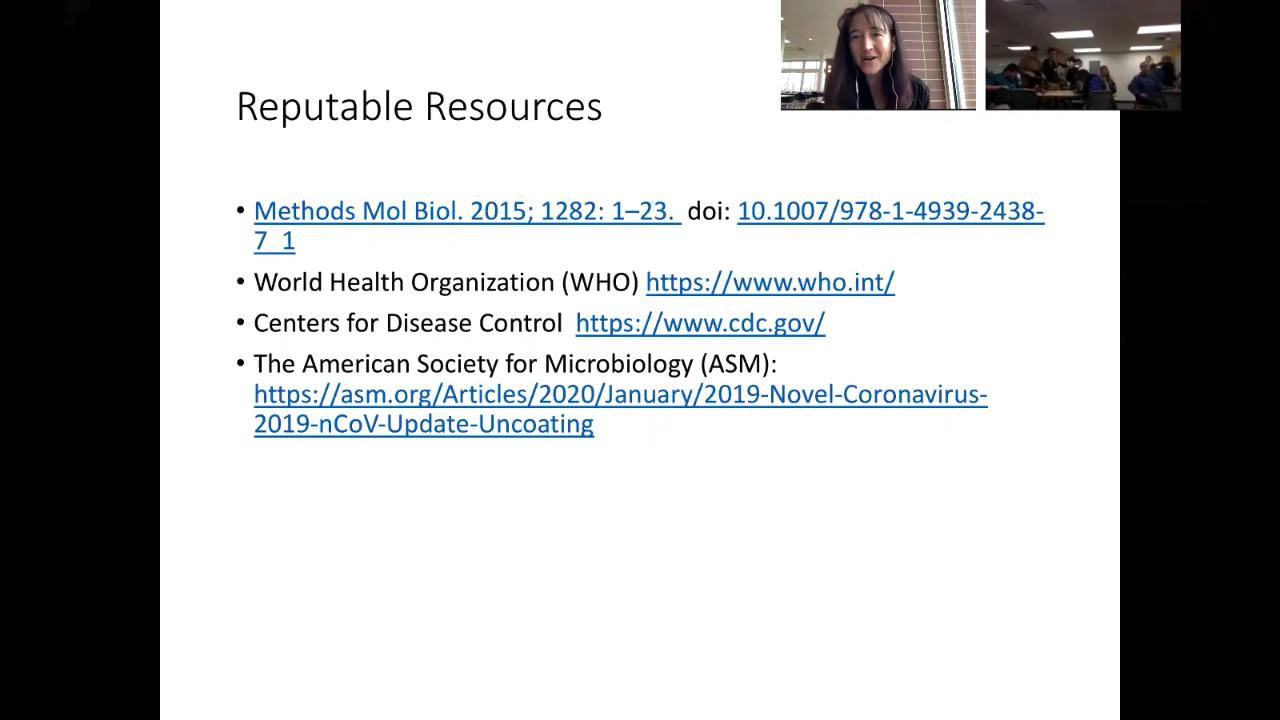 Reputable Resources
• Methods Mol Biol. 2015; 1282: 1–23.  doi: 10.1007/978-1-4939-2438-
7_1
• World Health Organization (WHO) https://www.who.int/
• Centers for Disease Control  https://www.cdc.gov/
• The American Society for Microbiology (ASM):
https://asm.org/Articles/2020/January/2019-Novel-Coronavirus-
2019-nCoV-Update-Uncoating